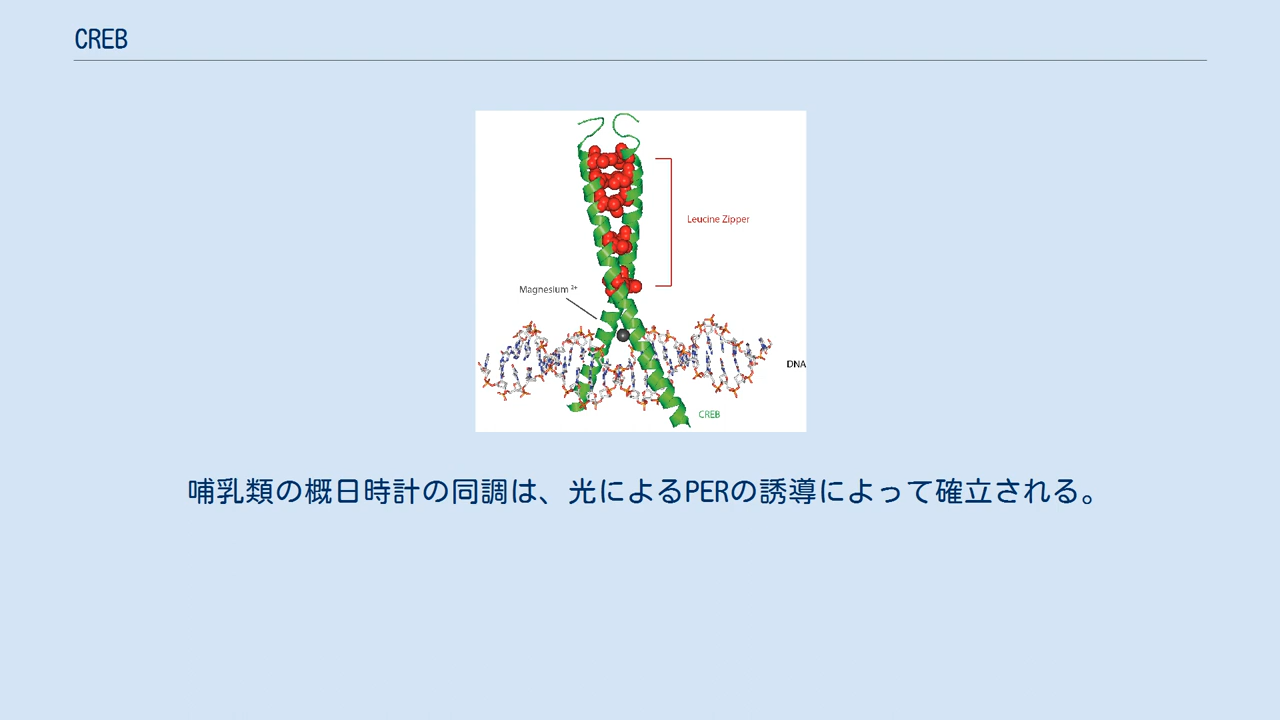 CREB
Leucine Zipper
Magnesium 2+
DNA
CREB
哺乳類の概日時計の同調は、光によるPERの誘導によって確立される。